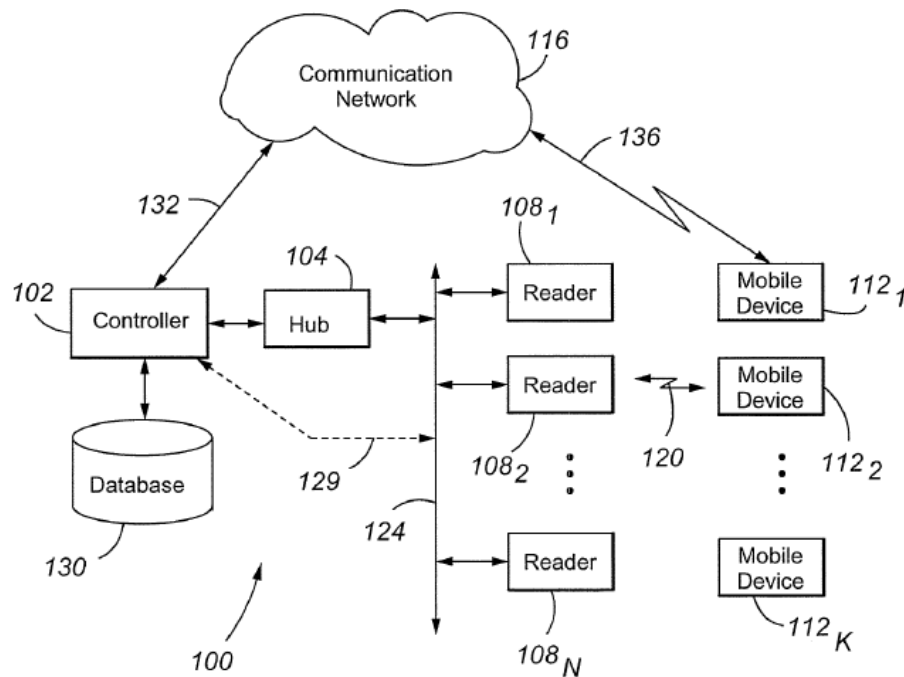 116
Communication
Network
136
132
108 1
104
102
Controller
Hub
Reader
Mobile
Device
112 1
Reader
Mobile
Device
129
108 2
120
112 2
Database
124
130
Reader
Mobile
Device
100
108 N
112 K